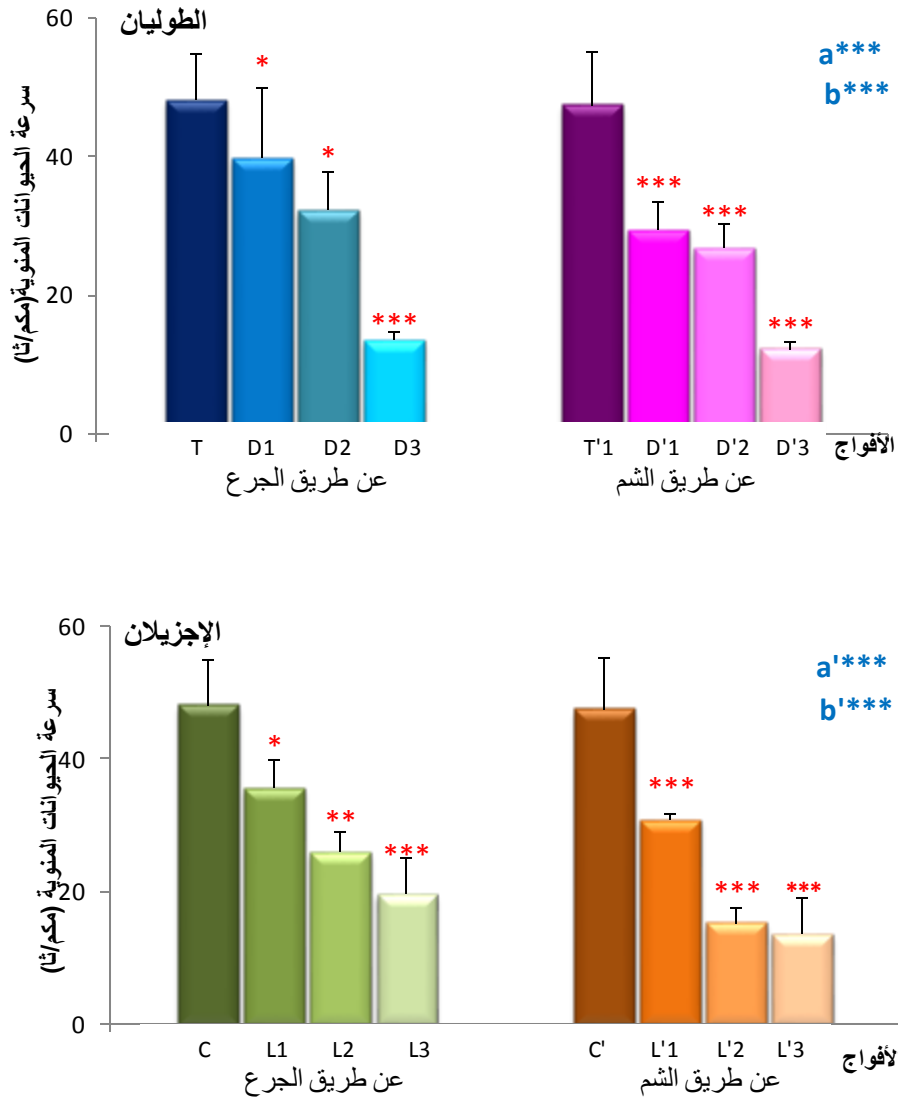 الطوليان
a***
b***
سرعة الحيوانات المنوية(مكم/ثا)
60
40
20
0
*
*
***
***
***
***
T D1 D2 D3
T'1 D'1 D'2 D'3
الأفواج
عن طريق الجرع
عن طريق الشم
الإجزيلان
a'***
b'***
سرعة الحيوانات المنوية (مكم/ثا)
60
40
20
0
*
**
***
***
***
***
C L1 L2 L3
C' L'1 L'2 L'3
لأفواج
عن طريق الجرع
عن طريق الشم